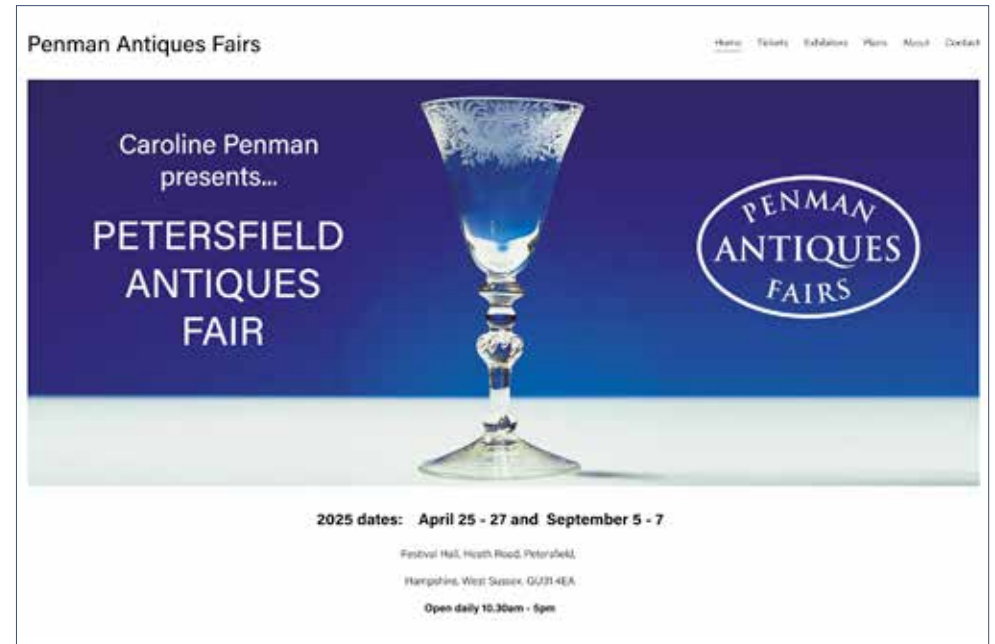 Penman Antiques Fairs
Home Tickets Exhibitors Plans About Contact
Caroline Penman
presents...
PETERSFIELD
ANTIQUES
FAIR
PENMAN
ANTIQUES
FAIRS
2025 dates: April 25 - 27 and September 5 - 7
Festival Hall, Heath Road, Petersfield,
Hampshire, West Sussex, GU31 4EA
Open daily 10.30am - 5pm